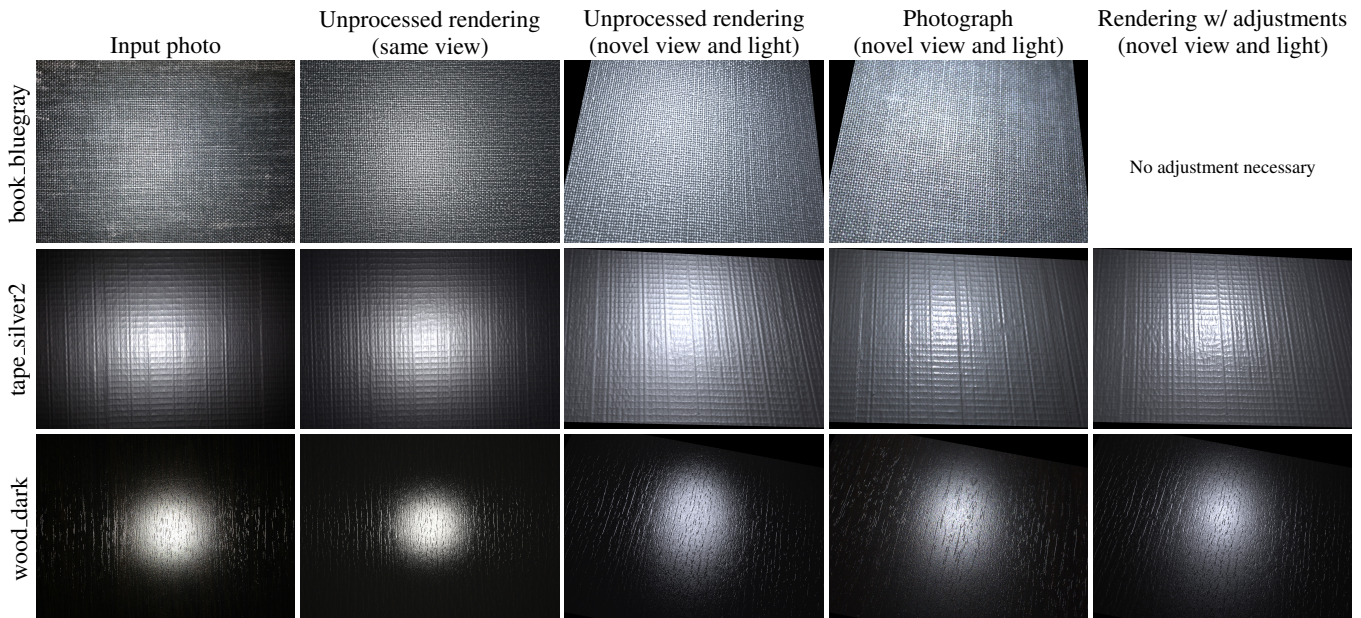 Input photo
Unprocessed rendering
(same view)
Unprocessed rendering
(novel view and light)
Photograph
(novel view and light)
Rendering w/ adjustments
(novel view and light)
book_bluegray
No adjustment necessary
tape_silver2
wood_dark